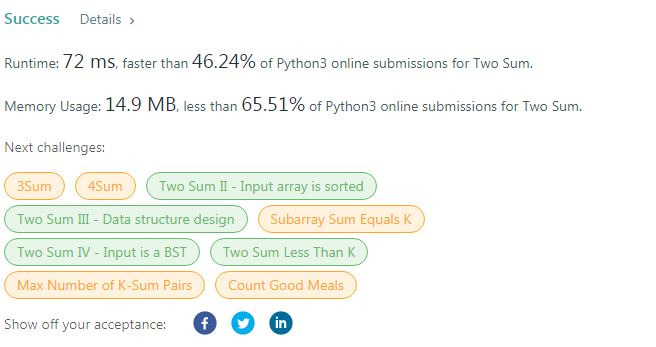 Success Details >
Runtime: 72 ms, faster than 46.24% of Python3 online submissions for Two Sum.
Memory Usage: 14.9 MB, less than 65.51% of Python3 online submissions for Two Sum.
Next challenges:
3Sum 4Sum Two Sum II - Input array is sorted
Two Sum III - Data structure design Subarray Sum Equals K
Two Sum IV - Input is a BST Two Sum Less Than K
Max Number of K-Sum Pairs Count Good Meals
Show off your acceptance: f in